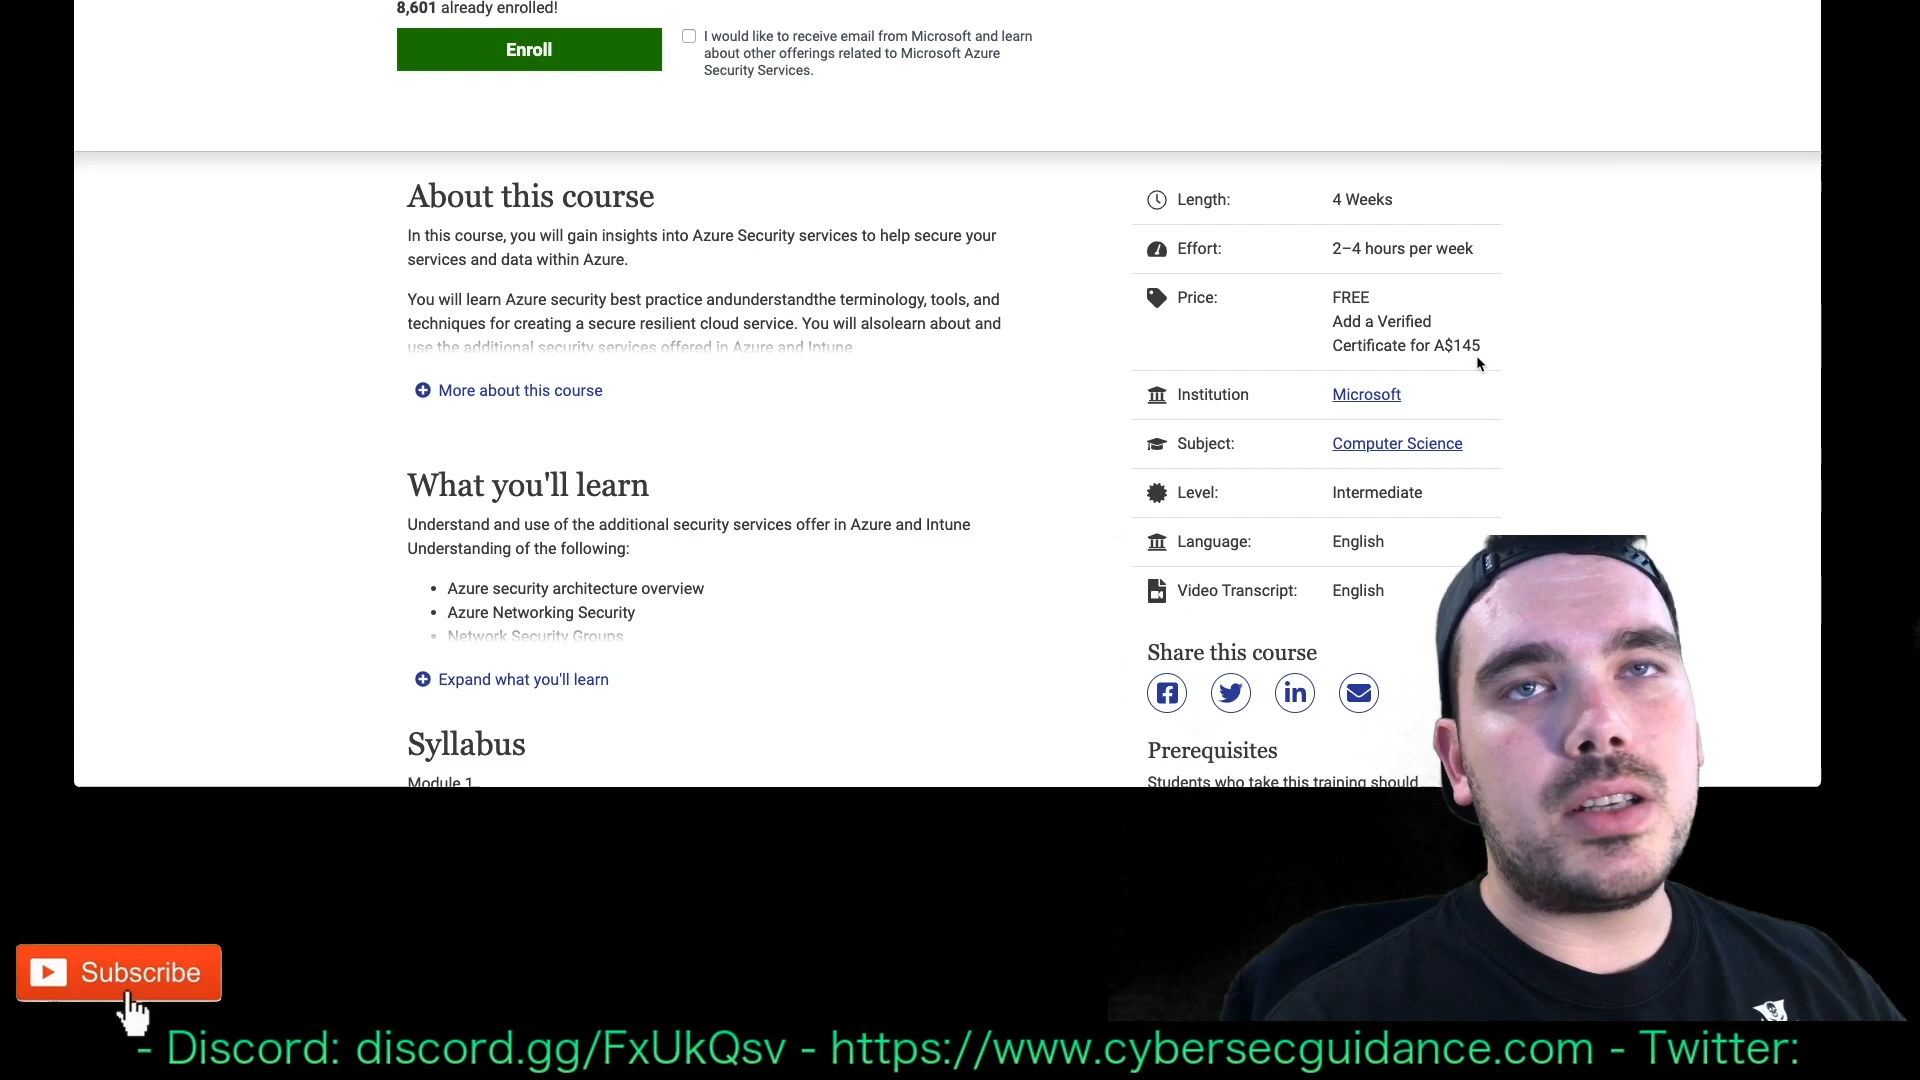 8,601 already enrolled!
Enroll
I would like to receive email from Microsoft and learn
about other offerings related to Microsoft Azure
Security Services.
About this course
In this course, you will gain insights into Azure Security services to help secure your
services and data within Azure.
You will learn Azure security best practice andunderstandthe terminology, tools, and
techniques for creating a secure resilient cloud service. You will alsolearn about and
use the additional security services offered in Azure and Intune
More about this course
What you'll learn
Understand and use of the additional security services offer in Azure and Intune
Understanding of the following:
• Azure security architecture overview
• Azure Networking Security
• Network Security Groups
Expand what you'll learn
Syllabus
Module 1
Length: 4 Weeks
Effort: 2–4 hours per week
Price: FREE
Add a Verified
Certificate for A$145
Institution Microsoft
Subject: Computer Science
Level: Intermediate
Language: English
Video Transcript: English
Share this course
Prerequisites
Students who take this training should
Subscribe
- Discord: discord.gg/FxUkQsv - https://www.cybersecguidance.com - Twitter: